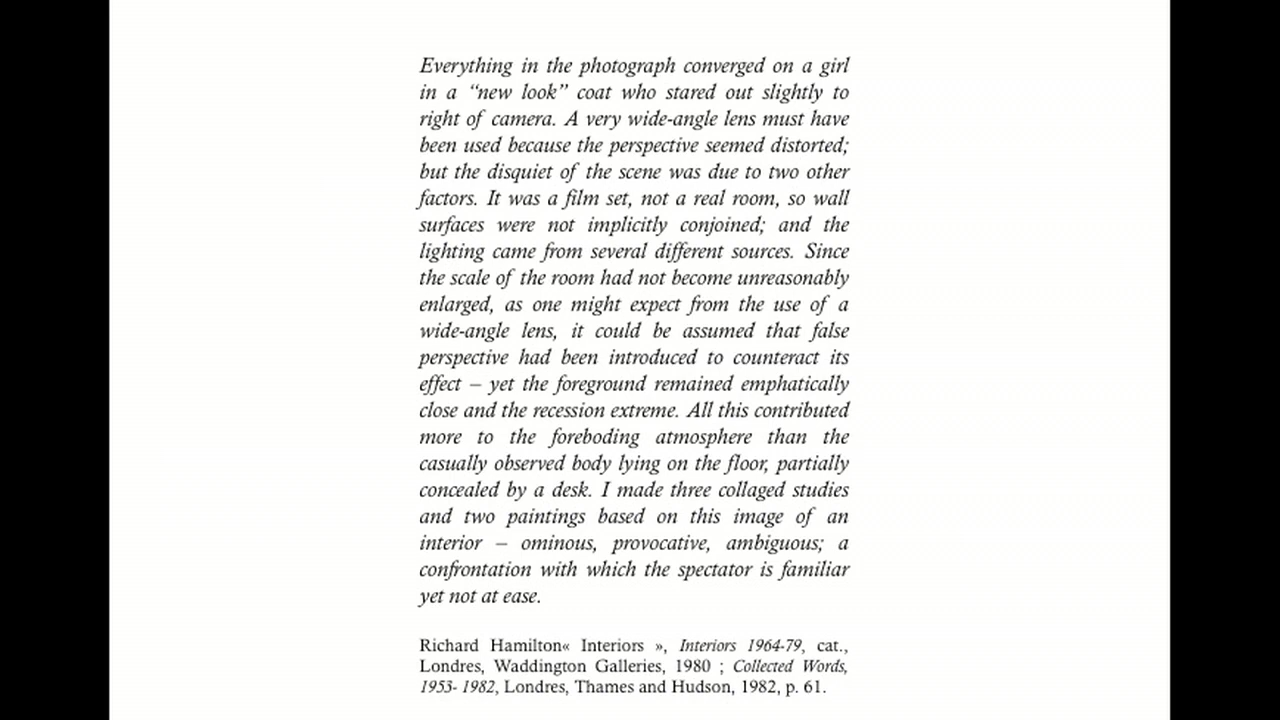 Everything in the photograph converged on a girl
in a “new look” coat who stared out slightly to
right of camera. A very wide-angle lens must have
been used because the perspective seemed distorted;
but the disquiet of the scene was due to two other
factors. It was a film set, not a real room, so wall
surfaces were not implicitly conjoined; and the
lighting came from several different sources. Since
the scale of the room had not become unreasonably
enlarged, as one might expect from the use of a
wide-angle lens, it could be assumed that false
perspective had been introduced to counteract its
effect – yet the foreground remained emphatically
close and the recession extreme. All this contributed
more to the foreboding atmosphere than the
casually observed body lying on the floor, partially
concealed by a desk. I made three collaged studies
and two paintings based on this image of an
interior – ominous, provocative, ambiguous; a
confrontation with which the spectator is familiar
yet not at ease.
Richard Hamilton« Interiors », Interiors 1964-79, cat.,
Londres, Waddington Galleries, 1980 ; Collected Words,
1953- 1982, Londres, Thames and Hudson, 1982, p. 61.